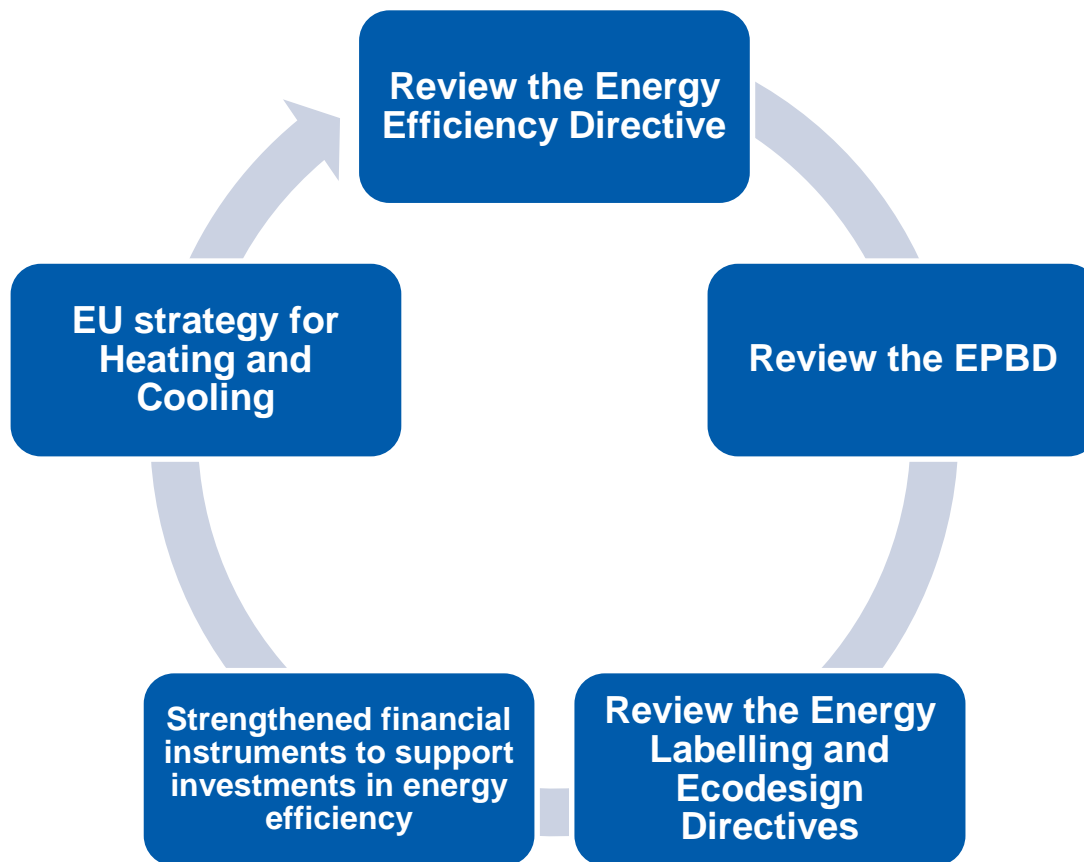 Review the Energy
Efficiency Directive
Review the EPBD
Review the Energy
Labelling and
Ecodesign
Directives
Strengthened financial
instruments to support
investments in energy
efficiency
EU strategy for
Heating and
Cooling